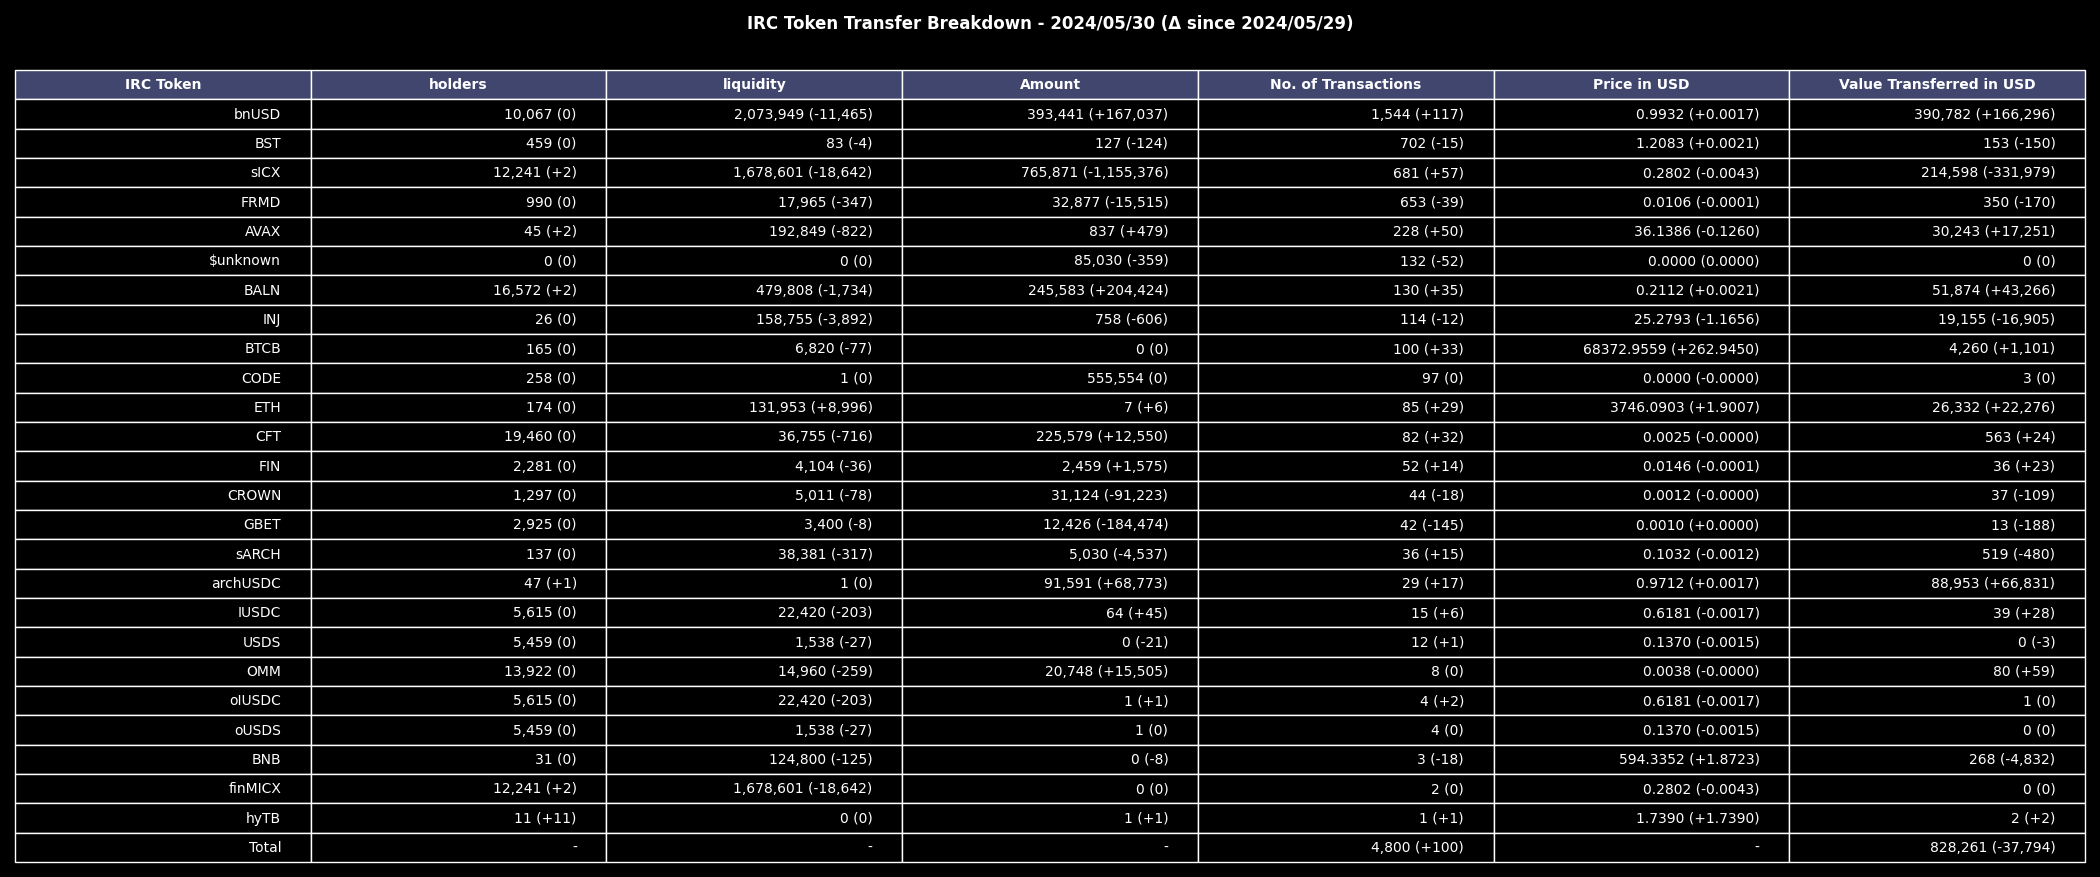 IRC Token Transfer Breakdown - 2024/05/30 (Δ since 2024/05/29)
IRC Token holders liquidity Amount No. of Transactions Price in USD Value Transferred in USD
bnUSD 10,067 (0) 2,073,949 (-11,465) 393,441 (+167,037) 1,544 (+117) 0.9932 (+0.0017) 390,782 (+166,296)
BST 459 (0) 83 (-4) 127 (-124) 702 (-15) 1.2083 (+0.0021) 153 (-150)
sICX 12,241 (+2) 1,678,601 (-18,642) 765,871 (-1,155,376) 681 (+57) 0.2802 (-0.0043) 214,598 (-331,979)
FRMD 990 (0) 17,965 (-347) 32,877 (-15,515) 653 (-39) 0.0106 (-0.0001) 350 (-170)
AVAX 45 (+2) 192,849 (-822) 837 (+479) 228 (+50) 36.1386 (-0.1260) 30,243 (+17,251)
$unknown 0 (0) 0 (0) 85,030 (-359) 132 (-52) 0.0000 (0.0000) 0 (0)
BALN 16,572 (+2) 479,808 (-1,734) 245,583 (+204,424) 130 (+35) 0.2112 (+0.0021) 51,874 (+43,266)
INJ 26 (0) 158,755 (-3,892) 758 (-606) 114 (-12) 25.2793 (-1.1656) 19,155 (-16,905)
BTCB 165 (0) 6,820 (-77) 0 (0) 100 (+33) 68372.9559 (+262.9450) 4,260 (+1,101)
CODE 258 (0) 1 (0) 555,554 (0) 97 (0) 0.0000 (-0.0000) 3 (0)
ETH 174 (0) 131,953 (+8,996) 7 (+6) 85 (+29) 3746.0903 (+1.9007) 26,332 (+22,276)
CFT 19,460 (0) 36,755 (-716) 225,579 (+12,550) 82 (+32) 0.0025 (-0.0000) 563 (+24)
FIN 2,281 (0) 4,104 (-36) 2,459 (+1,575) 52 (+14) 0.0146 (-0.0001) 36 (+23)
CROWN 1,297 (0) 5,011 (-78) 31,124 (-91,223) 44 (-18) 0.0012 (-0.0000) 37 (-109)
GBET 2,925 (0) 3,400 (-8) 12,426 (-184,474) 42 (-145) 0.0010 (+0.0000) 13 (-188)
sARCH 137 (0) 38,381 (-317) 5,030 (-4,537) 36 (+15) 0.1032 (-0.0012) 519 (-480)
archUSDC 47 (+1) 1 (0) 91,591 (+68,773) 29 (+17) 0.9712 (+0.0017) 88,953 (+66,831)
IUSDC 5,615 (0) 22,420 (-203) 64 (+45) 15 (+6) 0.6181 (-0.0017) 39 (+28)
USDS 5,459 (0) 1,538 (-27) 0 (-21) 12 (+1) 0.1370 (-0.0015) 0 (-3)
OMM 13,922 (0) 14,960 (-259) 20,748 (+15,505) 8 (0) 0.0038 (-0.0000) 80 (+59)
oIUSDC 5,615 (0) 22,420 (-203) 1 (+1) 4 (+2) 0.6181 (-0.0017) 1 (0)
oUSDS 5,459 (0) 1,538 (-27) 1 (0) 4 (0) 0.1370 (-0.0015) 0 (0)
BNB 31 (0) 124,800 (-125) 0 (-8) 3 (-18) 594.3352 (+1.8723) 268 (-4,832)
finMICX 12,241 (+2) 1,678,601 (-18,642) 0 (0) 2 (0) 0.2802 (-0.0043) 0 (0)
hyTB 11 (+11) 0 (0) 1 (+1) 1 (+1) 1.7390 (+1.7390) 2 (+2)
Total - - - 4,800 (+100) - 828,261 (-37,794)